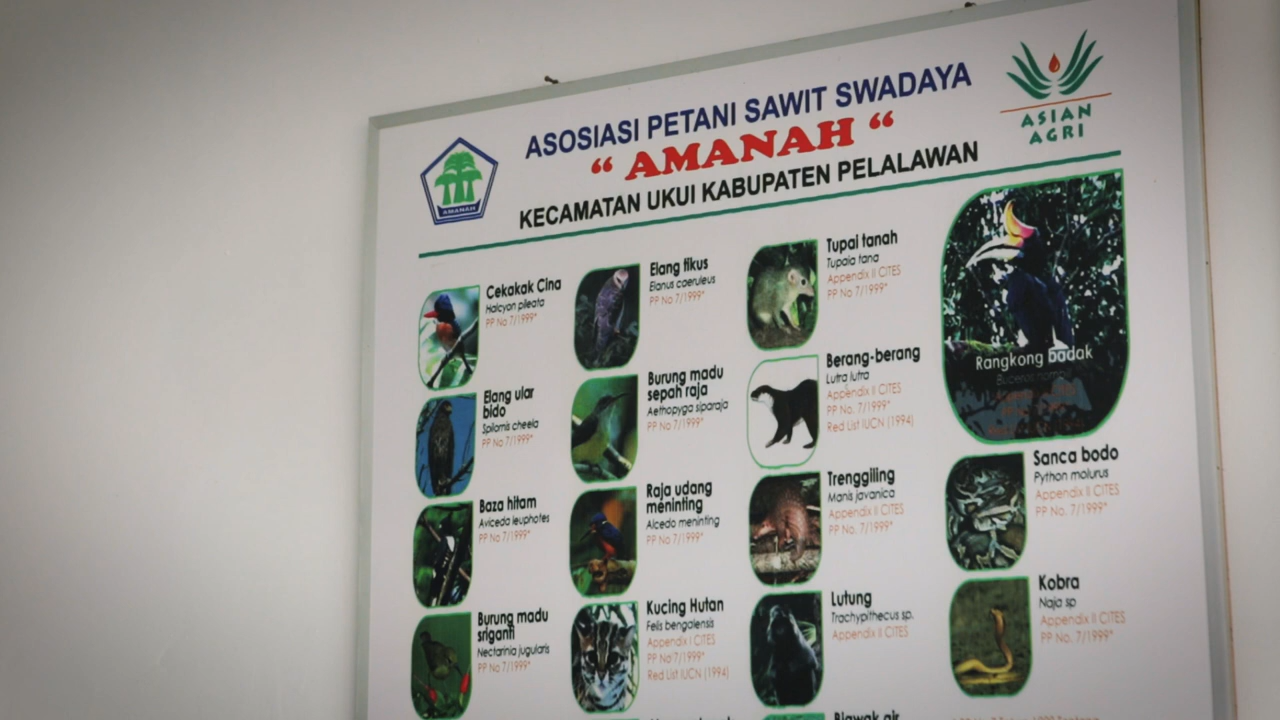 ASOSIASI PETANI SAWIT SWADAYA
“ AMANAH “
KECAMATAN UKUI KABUPATEN PELALAWAN
AMANAH
ASIAN
AGRI
Cekakak Cina
Halcyon pileata
PP No 7/1999*
Elang ular
bido
Spilornis cheela
PP No 7/1999*
Baza hitam
Aviceda leuphotes
PP No 7/1999*
Burung madu
sriganti
Nectarinia jugularis
PP No 7/1999*
Elang tikus
Elanus caeruleus
PP No 7/1999*
Burung madu
sepah raja
Aethopyga siparaja
PP No 7/1999*
Raja udang
meninting
Alcedo meninting
PP No 7/1999*
Kucing Hutan
Felis bengalensis
Appendix I CITES
PP No 7/1999*
Red List IUCN (1994)
Tupai tanah
Tupaia tana
Appendix II CITES
PP No 7/1999*
Berang-berang
Lutra lutra
Appendix II CITES
PP No. 7/1999*
Red List IUCN (1994)
Trenggiling
Manis javanica
Appendix II CITES
PP No. 7/1999*
Lutung
Trachypithecus sp.
Appendix II CITES
Biawak air
Rangkong badak
Sanca bodo
Python molurus
Appendix II CITES
PP No. 7/1999*
Kobra
Naja sp
Appendix II CITES
PP No. 7/1999*